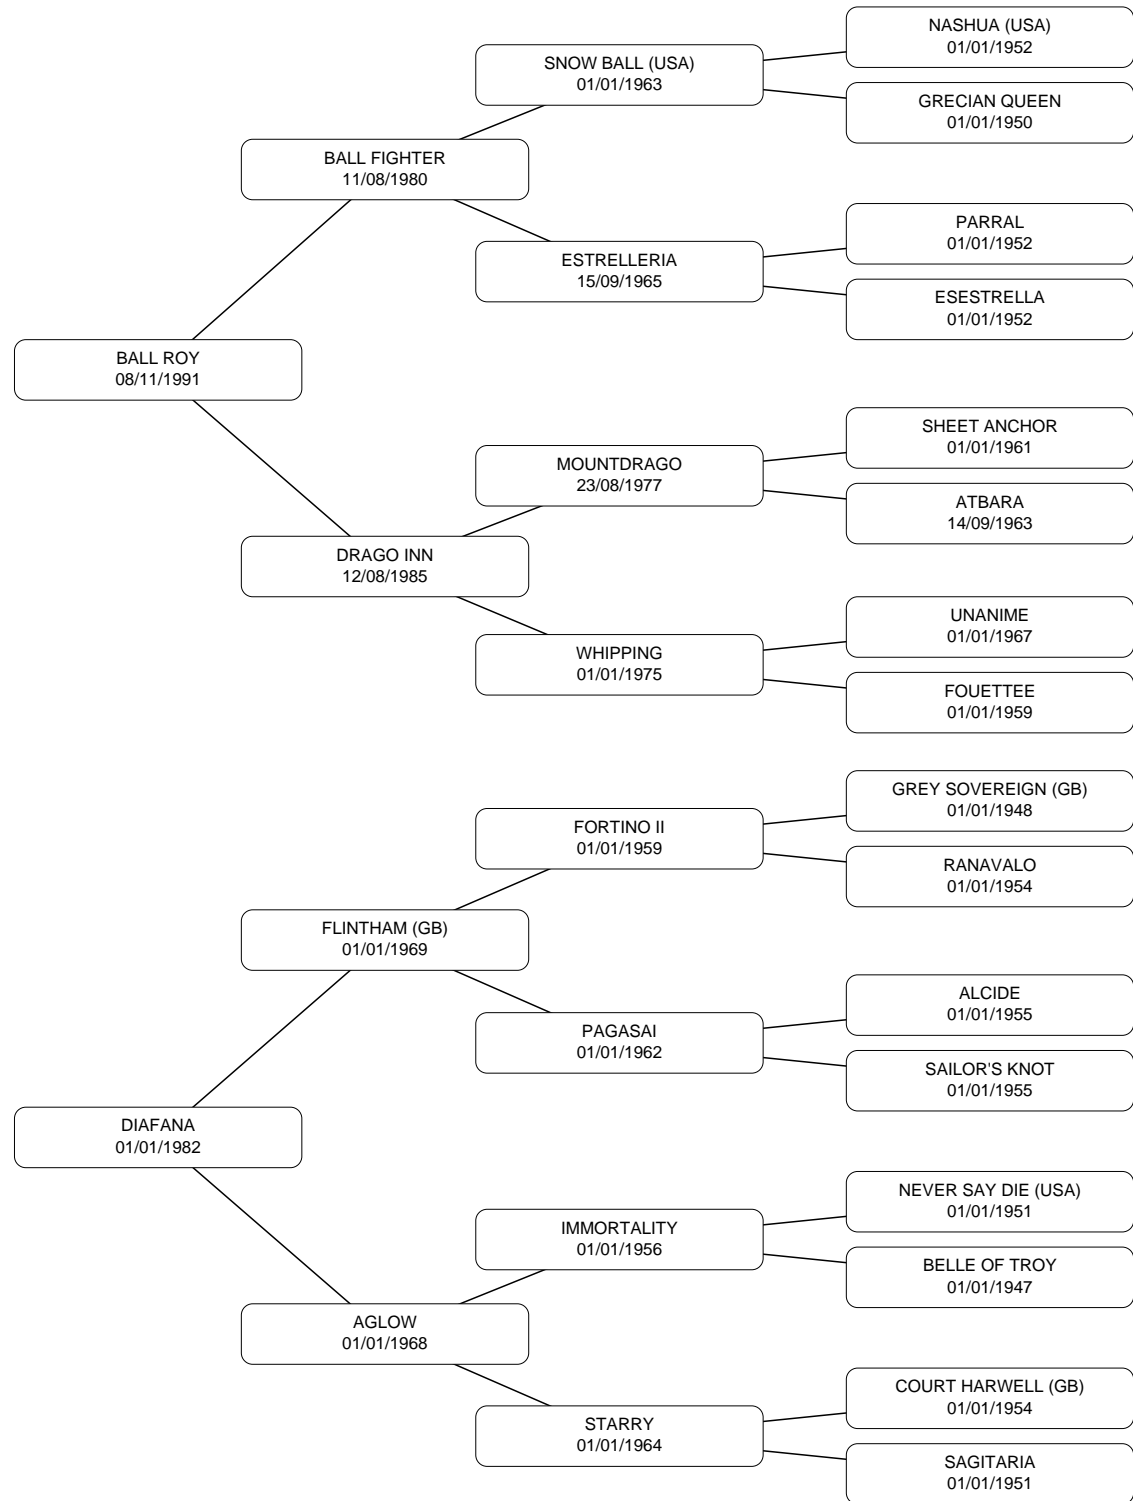 NASHUA (USA)
01/01/1952
SNOW BALL (USA)
01/01/1963
GRECIAN QUEEN
01/01/1950
BALL FIGHTER
11/08/1980
PARRAL
01/01/1952
ESTRELLERIA
15/09/1965
ESESTRELLA
01/01/1952
BALL ROY
08/11/1991
SHEET ANCHOR
01/01/1961
MOUNTDRAGO
23/08/1977
ATBARA
14/09/1963
DRAGO INN
12/08/1985
UNANIME
01/01/1967
WHIPPING
01/01/1975
FOUETTEE
01/01/1959
GREY SOVEREIGN (GB)
01/01/1948
FORTINO II
01/01/1959
RANAVALO
01/01/1954
FLINTHAM (GB)
01/01/1969
ALCIDE
01/01/1955
PAGASAI
01/01/1962
SAILOR'S KNOT
01/01/1955
DIAFANA
01/01/1982
NEVER SAY DIE (USA)
01/01/1951
IMMORTALITY
01/01/1956
BELLE OF TROY
01/01/1947
AGLOW
01/01/1968
COURT HARWELL (GB)
01/01/1954
STARRY
01/01/1964
SAGITARIA
01/01/1951